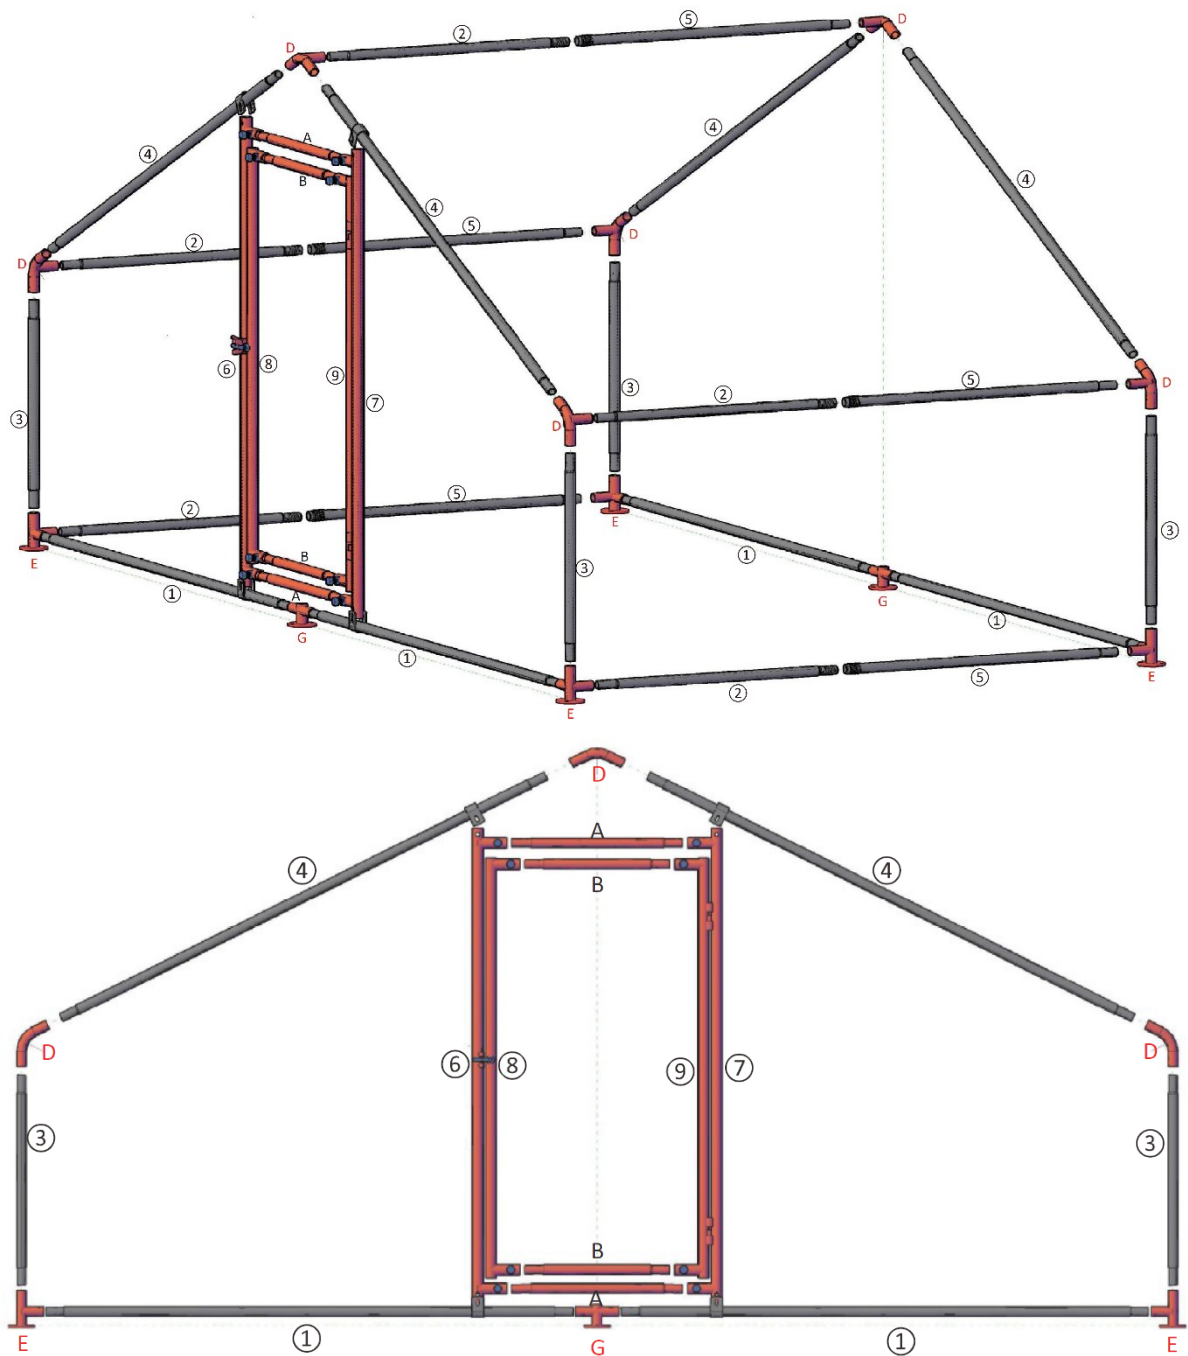 D
②
⑤
D
④
A
B
④
④
④
②
⑤
D
D
⑥
⑧
⑨
⑦
③
③
②
⑤
D
D
②
⑤
③
③
E
①
B
A
G
①
E
①
G
①
E
②
⑤
E
D
A
B
④
④
D
D
⑥
⑧
⑨
⑦
③
③
B
A
E
①
G
①
E